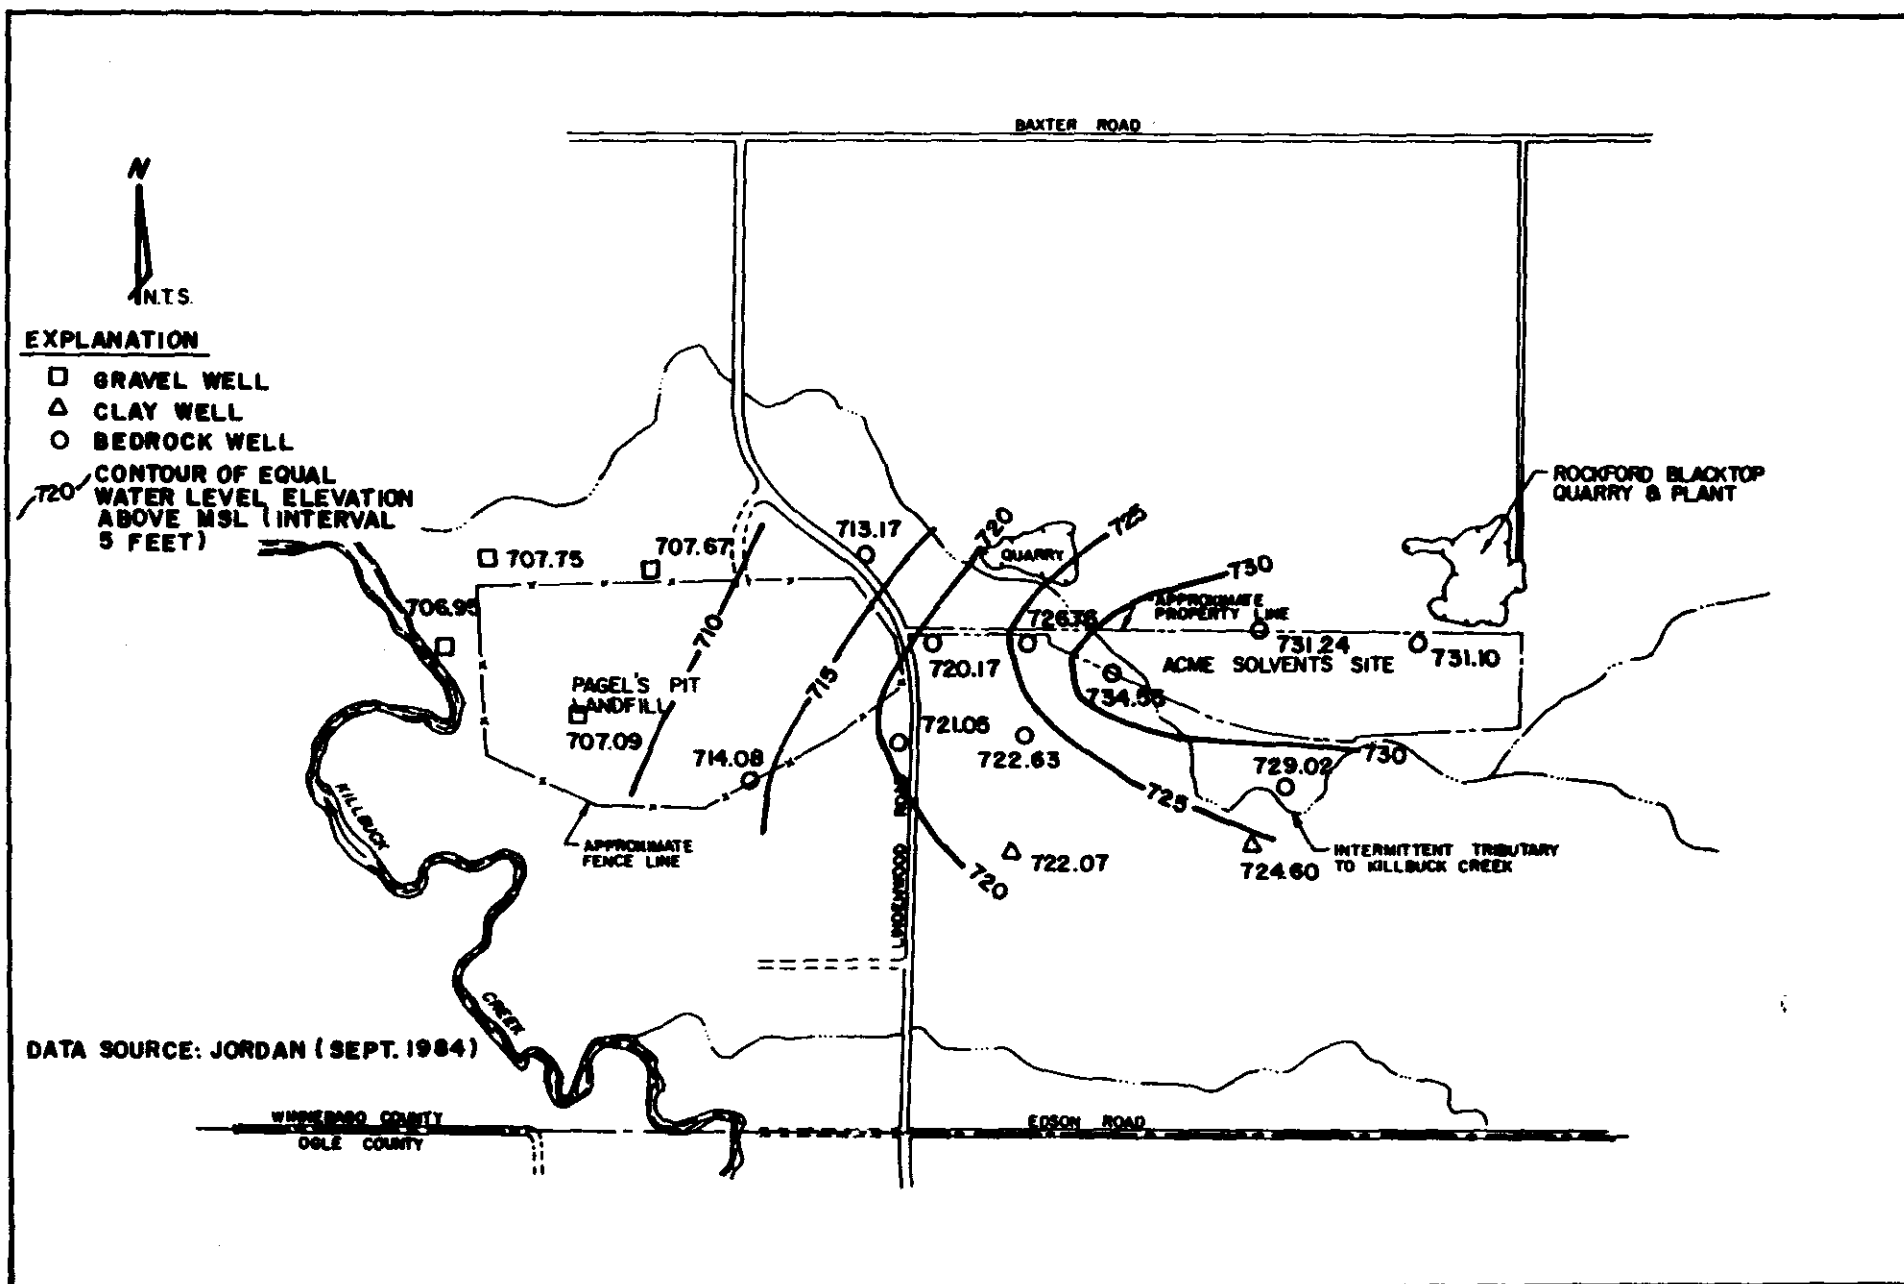 BAXTER ROAD
N
N.T.S.
EXPLANATION
GRAVEL WELL
CLAY WELL
BEDROCK WELL
720
CONTOUR OF EQUAL
WATER LEVEL ELEVATION
ABOVE MSL (INTERVAL
5 FEET)
ROCKFORD BLACKTOP
QUARRY & PLANT
713.17
720
725
QUARRY
707.75
707.67
730
706.95
APPROXIMATE
PROPERTY LINE
710
731.24
731.10
720.17
ACME SOLVENTS SITE
PAGEL'S PIT
LANDFILL
715
707.09
714.08
721.05
722.63
730
729.02
725
KILLBUCK
CREEK
APPROXIMATE
FENCE LINE
LINDENWOOD ROAD
722.07
720
724.60
INTERMITTENT TRIBUTARY
TO KILLBUCK CREEK
DATA SOURCE: JORDAN (SEPT. 1984)
WINNEBAGO COUNTY
OGLE COUNTY
EDSON ROAD